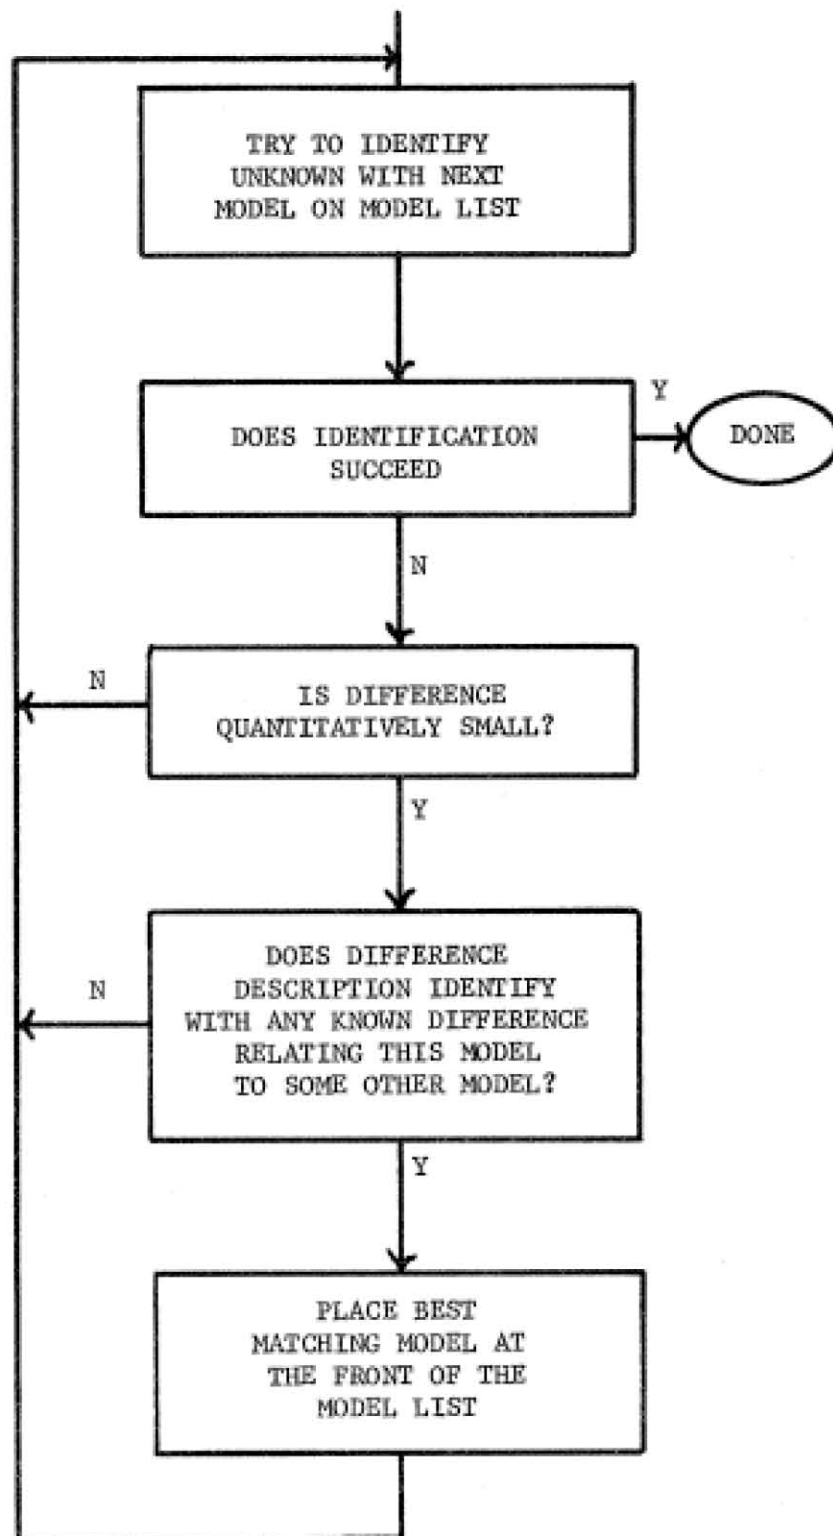 TRY TO IDENTIFY
UNKNOWN WITH NEXT
MODEL ON MODEL LIST
DOES IDENTIFICATION
SUCCEED
Y
DONE
N
N
IS DIFFERENCE
QUANTITATIVELY SMALL?
Y
N
DOES DIFFERENCE
DESCRIPTION IDENTIFY
WITH ANY KNOWN DIFFERENCE
RELATING THIS MODEL
TO SOME OTHER MODEL?
Y
PLACE BEST
MATCHING MODEL AT
THE FRONT OF THE
MODEL LIST